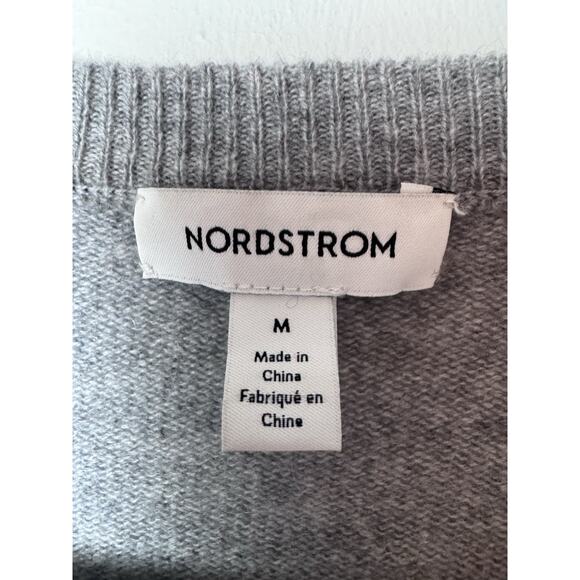 NORDSTROM
M
Made in
China
Fabriqué en
Chine